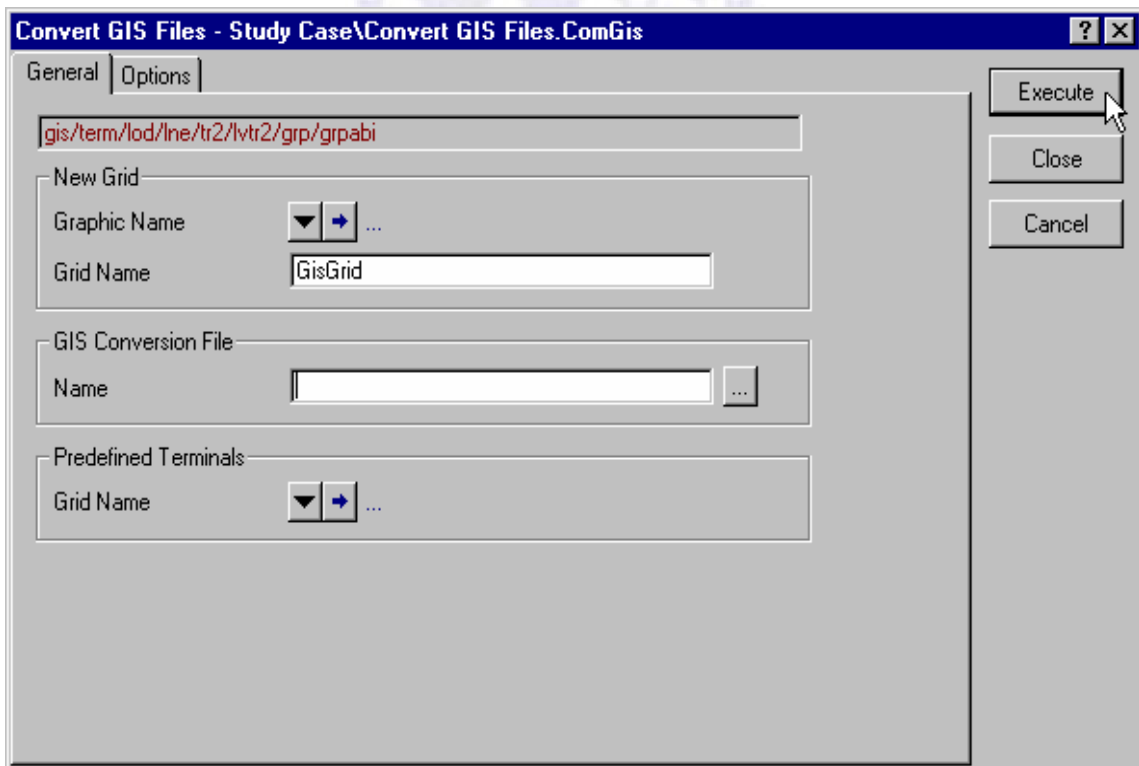 Convert GIS Files - Study Case\Convert GIS Files.ComGis
General Options
gis/term/lod/lne/tr2/lvtr2/grp/grpabi
New Grid
Graphic Name ...
Grid Name GisGrid
GIS Conversion File
Name ...
Predefined Terminals
Grid Name ...
Execute
Close
Cancel